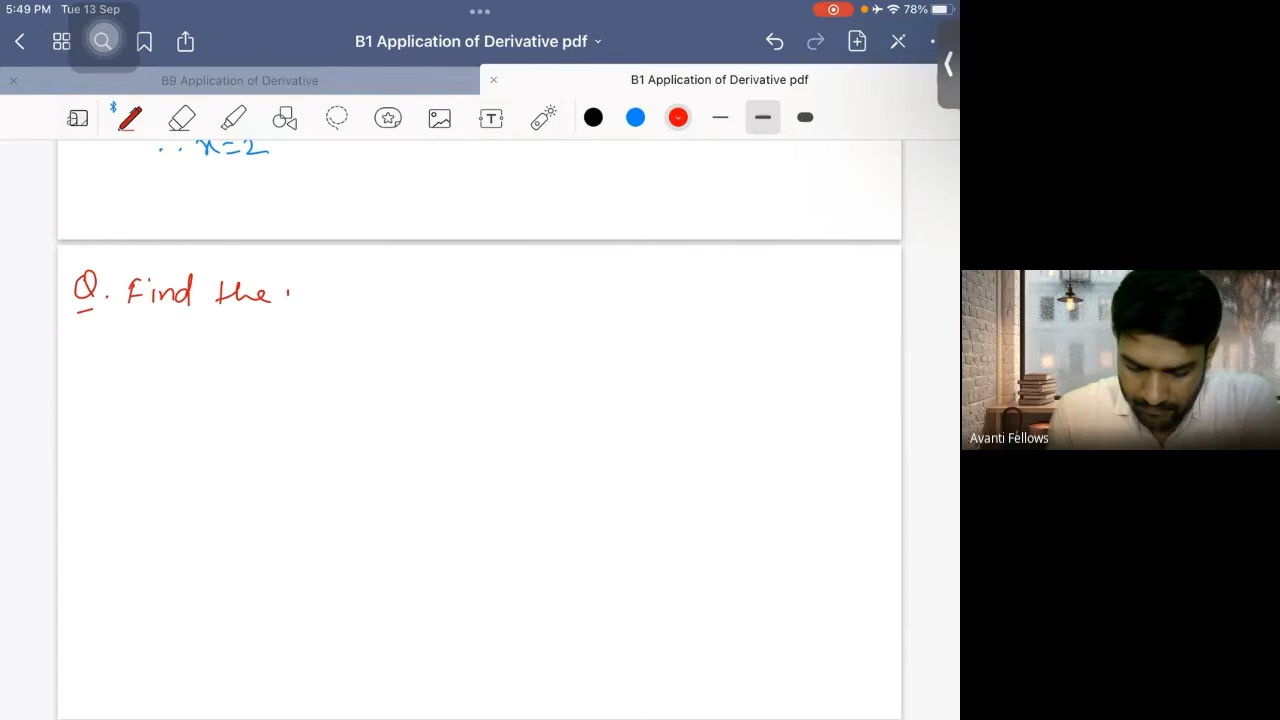 5:49 PM Tue 13 Sep
78%
B1 Application of Derivative pdf
B9 Application of Derivative
B1 Application of Derivative pdf
T
∴ x=2
Q. Find the
Avanti Fellows